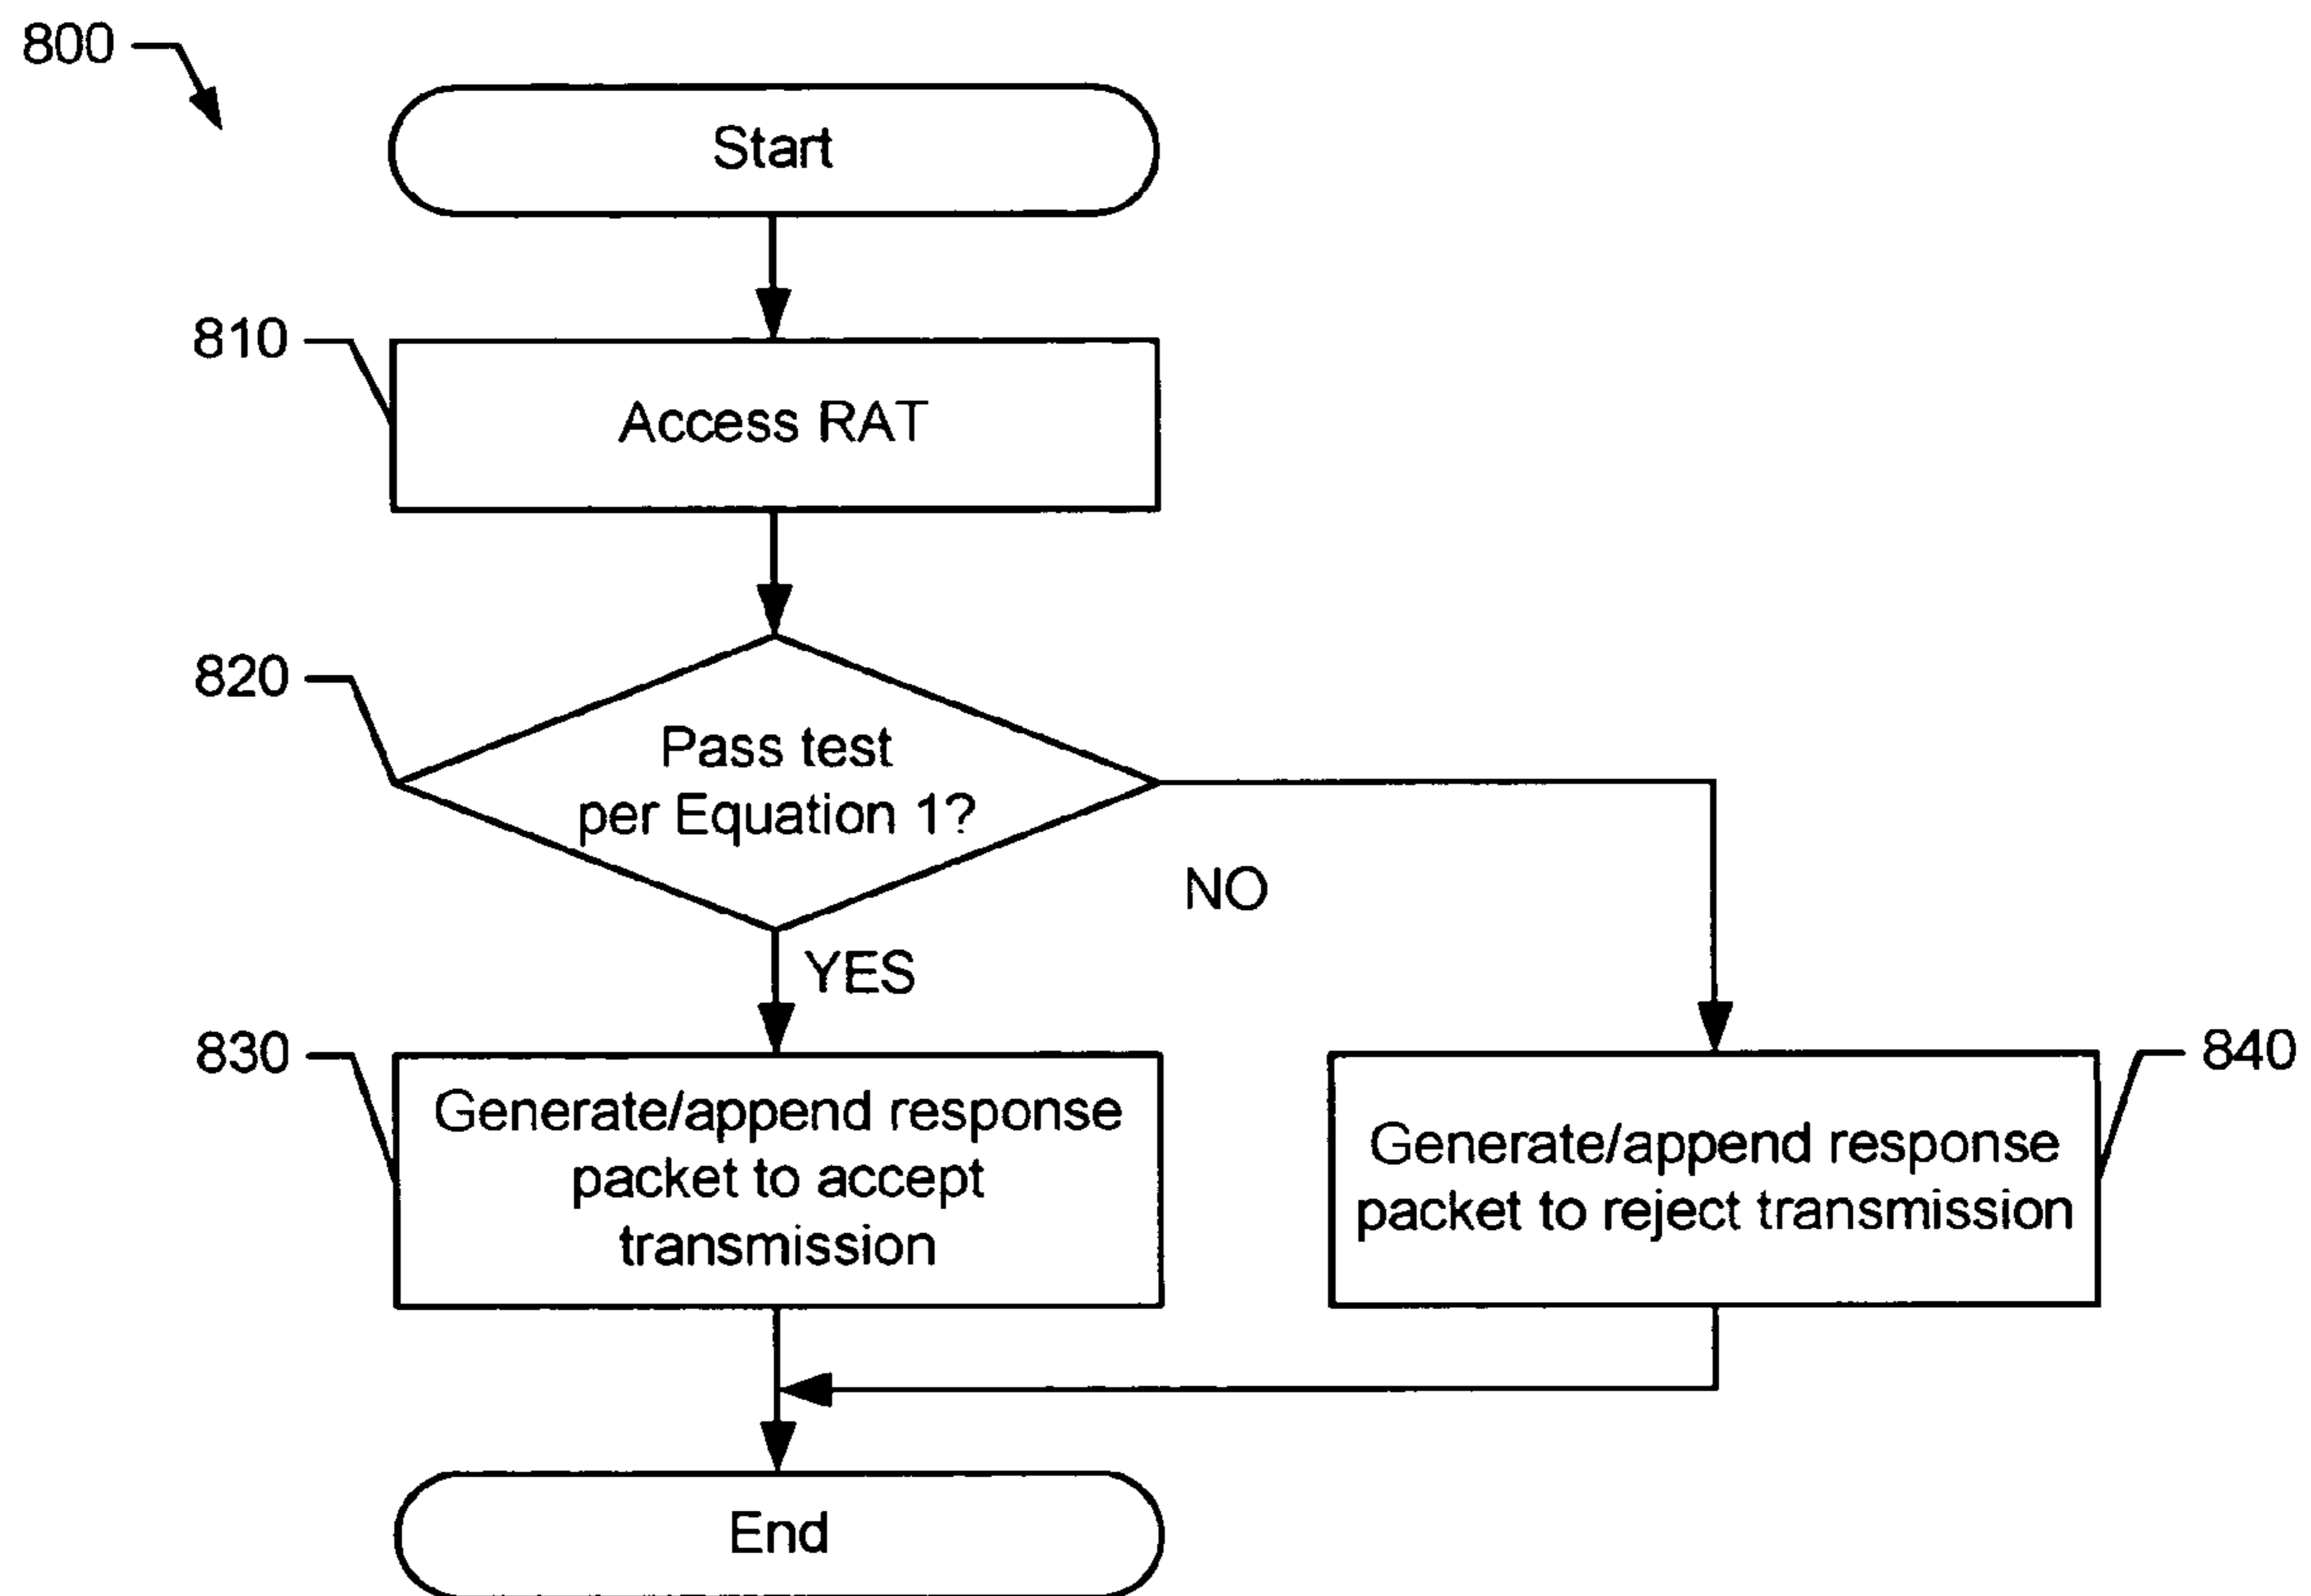 800
Start
810
Access RAT
820
Pass test
per Equation 1?
NO
YES
830
Generate/append response
packet to accept
transmission
840
Generate/append response
packet to reject transmission
End